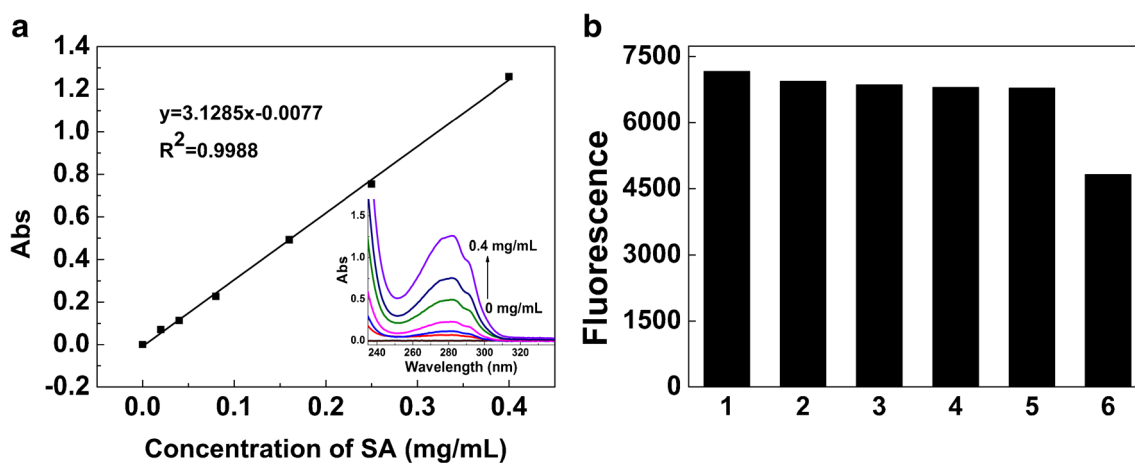 a
1.4
1.2
1.0
0.8
0.6
0.4
0.2
0.0
-0.2
Abs
y=3.1285x-0.0077
R²=0.9988
0.0 0.1 0.2 0.3 0.4
Concentration of SA (mg/mL)
1.5
1.0
0.5
0.0
Abs
0.4 mg/mL
0 mg/mL
240 260 280 300 320
Wavelength (nm)
b
7500
6000
4500
3000
1500
0
Fluorescence
1 2 3 4 5 6